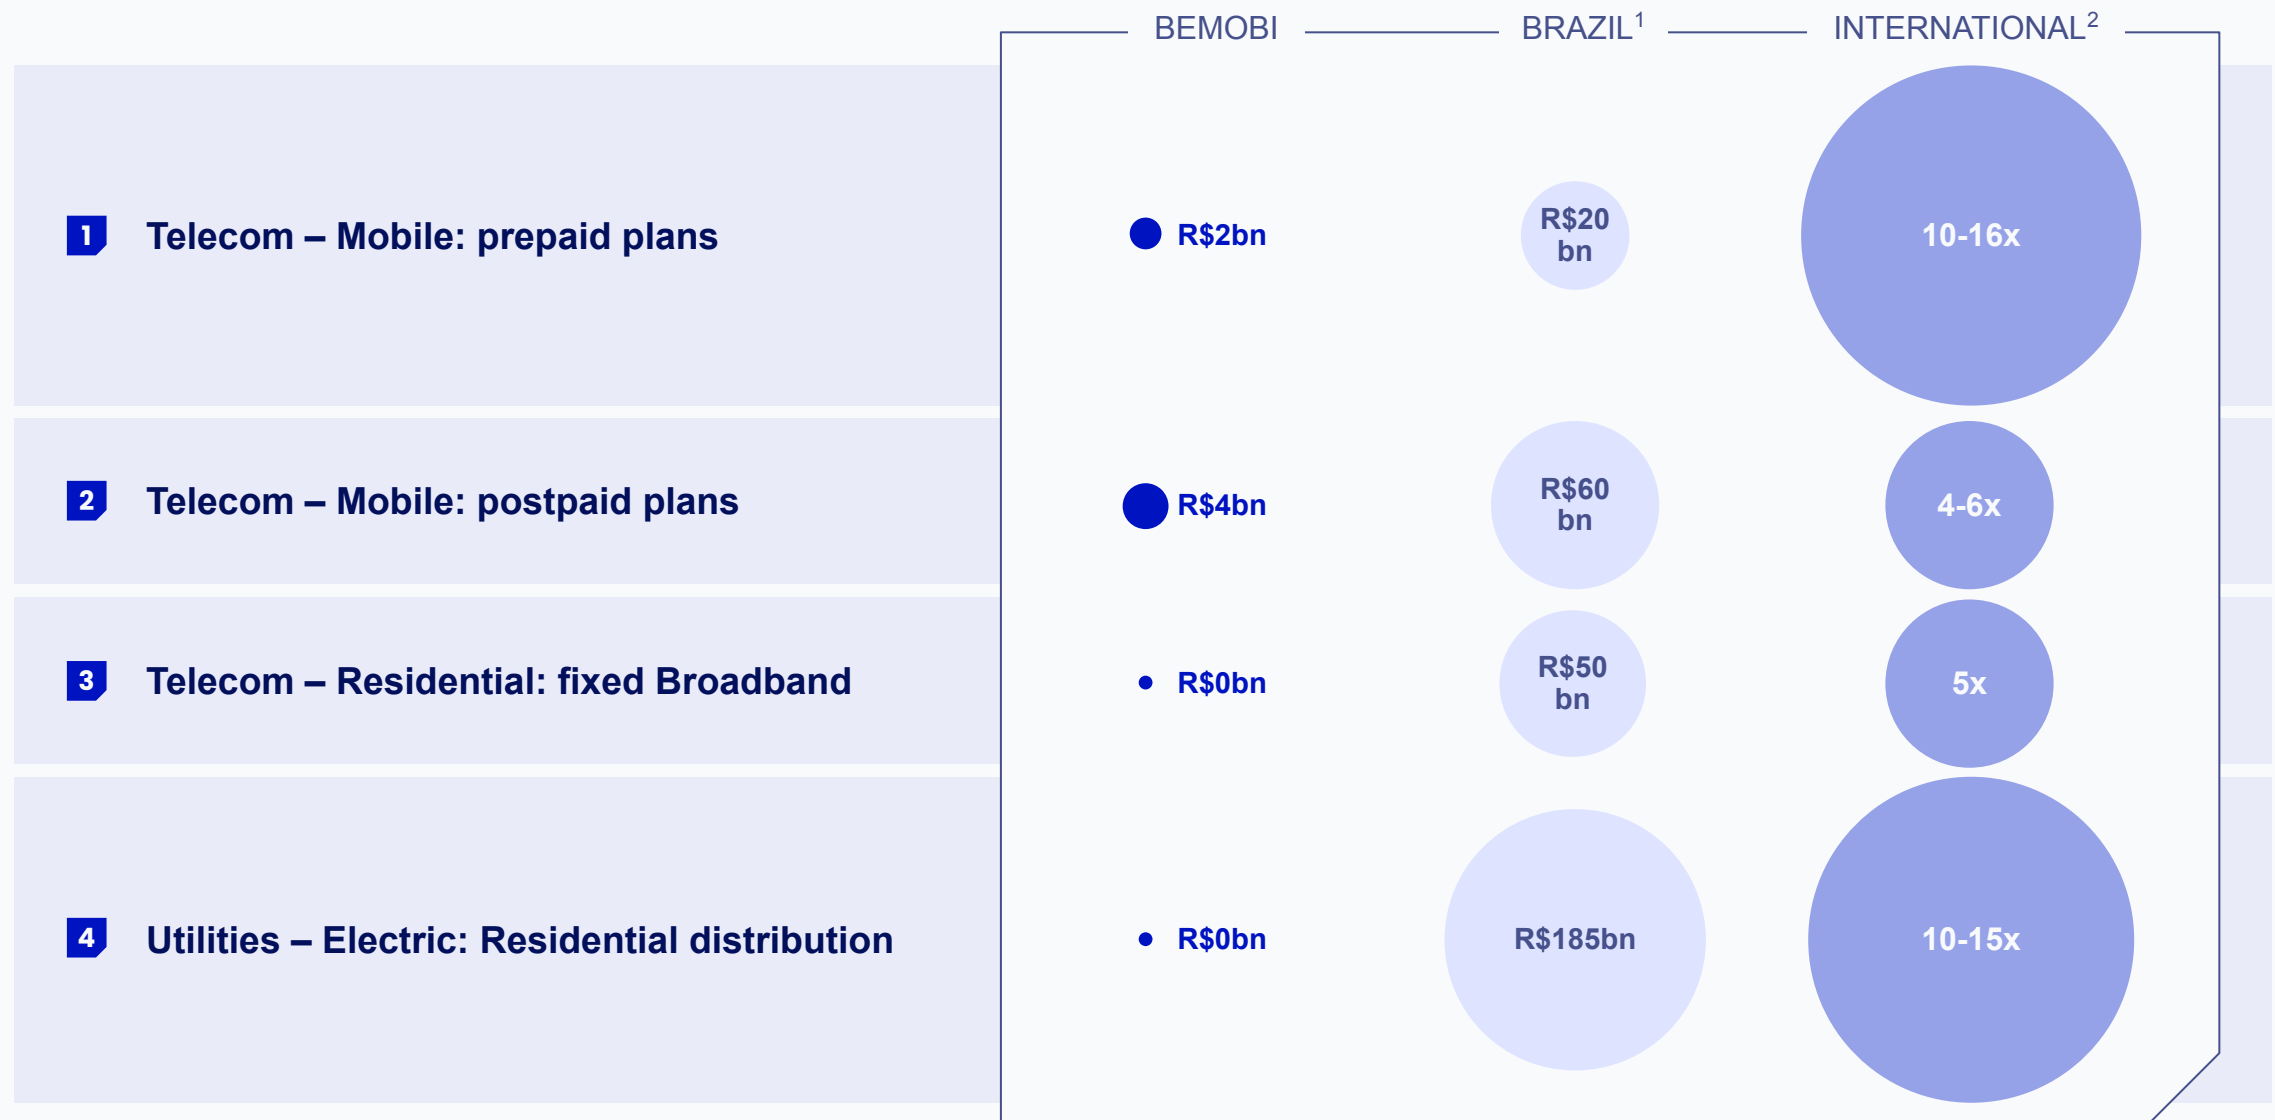 BEMOBI BRAZIL1 INTERNATIONAL2
1 Telecom – Mobile: prepaid plans R$2bn R$20 bn 10-16x
2 Telecom – Mobile: postpaid plans R$4bn R$60 bn 4-6x
3 Telecom – Residential: fixed Broadband R$0bn R$50 bn 5x
4 Utilities – Electric: Residential distribution R$0bn R$185bn 10-15x